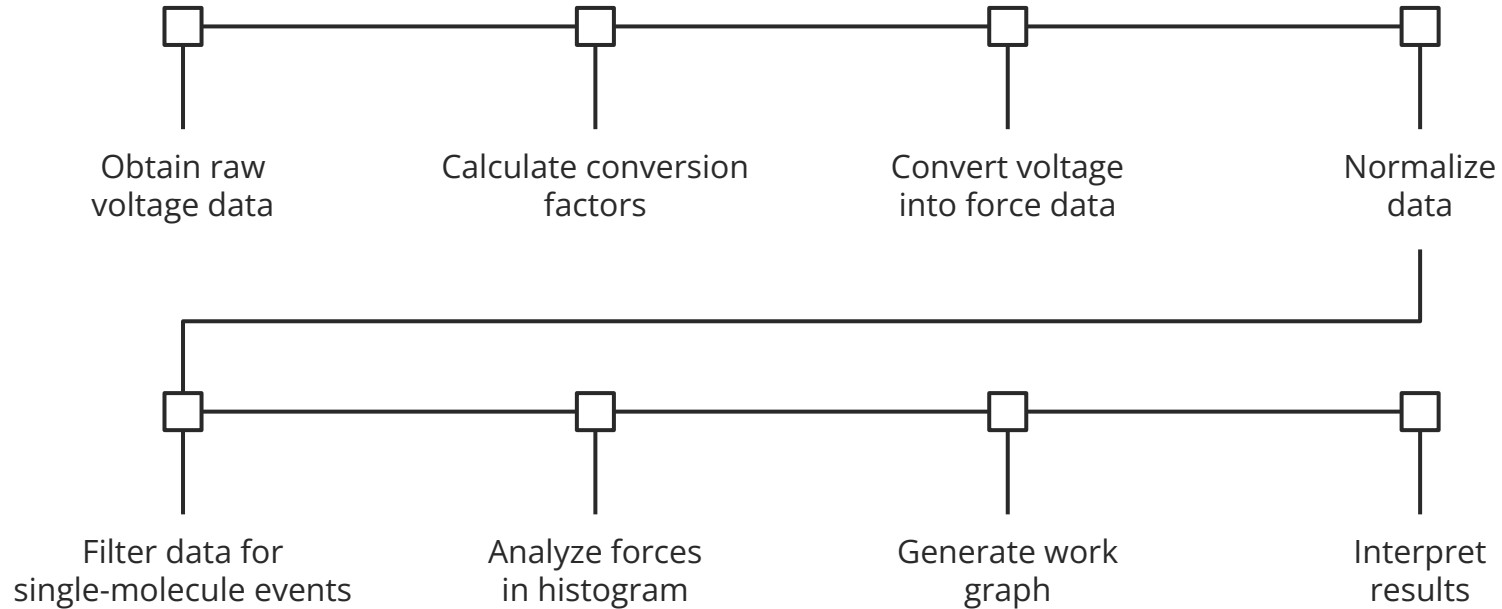 Obtain raw
voltage data
Calculate conversion
factors
Convert voltage
into force data
Normalize
data
Filter data for
single-molecule events
Analyze forces
in histogram
Generate work
graph
Interpret
results